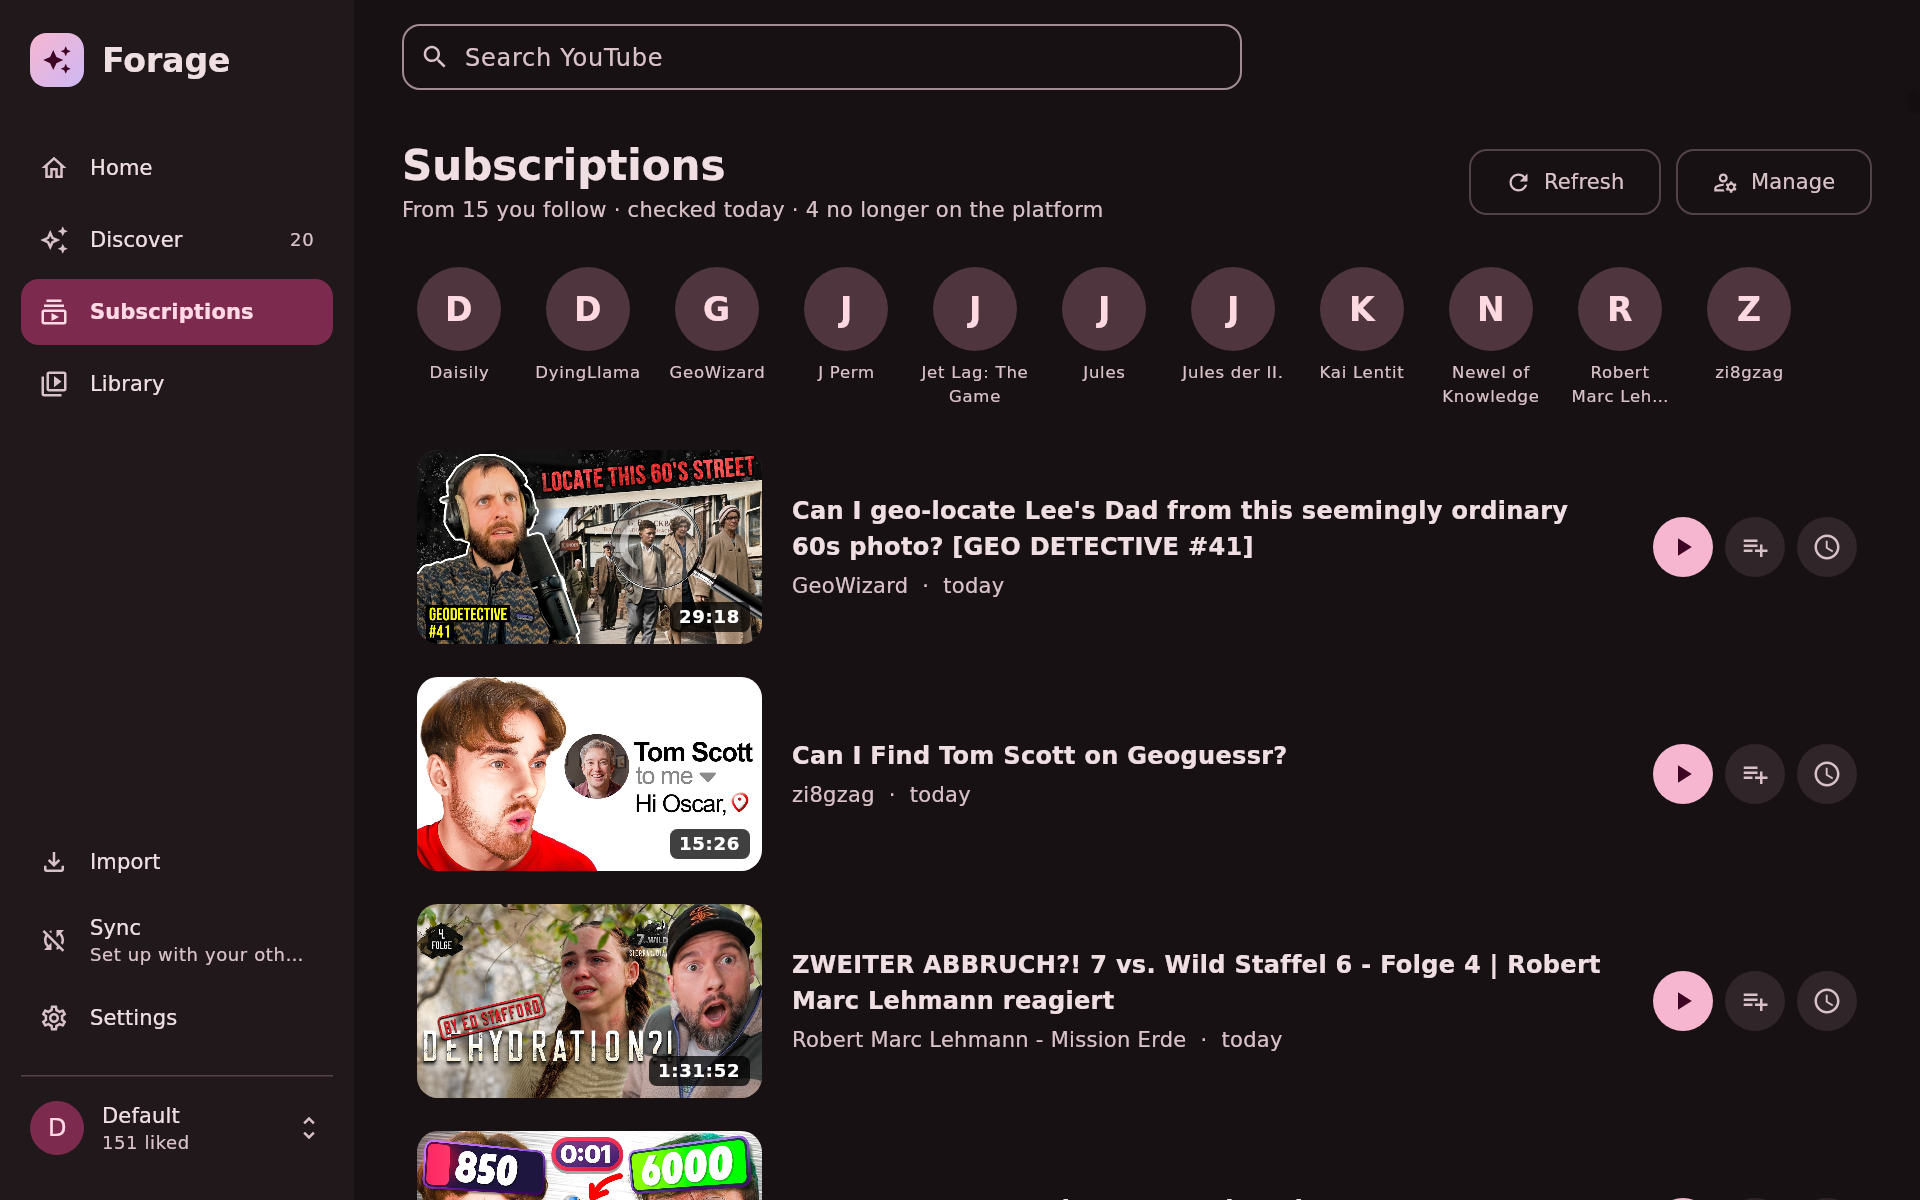 Forage
Search YouTube
Home
Discover 20
Subscriptions
Library
Import
Sync
Set up with your oth...
Settings
D
Default
151 liked
Subscriptions
From 15 you follow · checked today · 4 no longer on the platform
Refresh
Manage
D
Daisily
D
DyingLlama
G
GeoWizard
J
J Perm
J
Jet Lag: The
Game
J
Jules
J
Jules der II.
K
Kai Lentit
N
Newel of
Knowledge
R
Robert
Marc Leh...
Z
zi8gzag
LOCATE THIS 60'S STREET
GEODETECTIVE
#41
29:18
Can I geo-locate Lee's Dad from this seemingly ordinary
60s photo? [GEO DETECTIVE #41]
GeoWizard · today
Tom Scott
to me
Hi Oscar,
15:26
Can I Find Tom Scott on Geoguessr?
zi8gzag · today
4
FOLGE
7 WILD
BY ED STAFFORD
DEHYDRATION?!
1:31:52
ZWEITER ABBRUCH?! 7 vs. Wild Staffel 6 - Folge 4 | Robert
Marc Lehmann reagiert
Robert Marc Lehmann - Mission Erde · today
850
0:01
6000